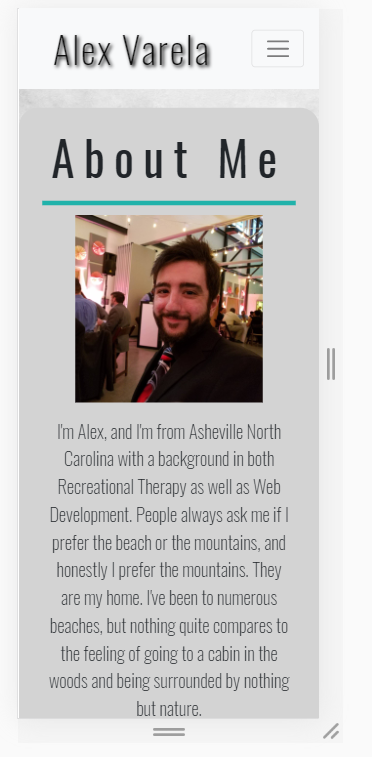 Alex Varela
About Me
I'm Alex, and I'm from Asheville North
Carolina with a background in both
Recreational Therapy as well as Web
Development. People always ask me if I
prefer the beach or the mountains, and
honestly I prefer the mountains. They
are my home. I've been to numerous
beaches, but nothing quite compares to
the feeling of going to a cabin in the
woods and being surrounded by nothing
but nature.